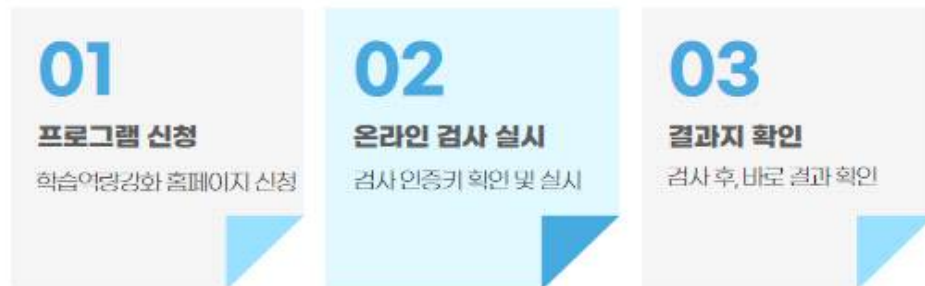 01
프로그램 신청
학습역량강화 홈페이지 신청
02
온라인 검사 실시
검사 인증키 확인 및 실시
03
결과지 확인
검사 후, 바로 결과 확인